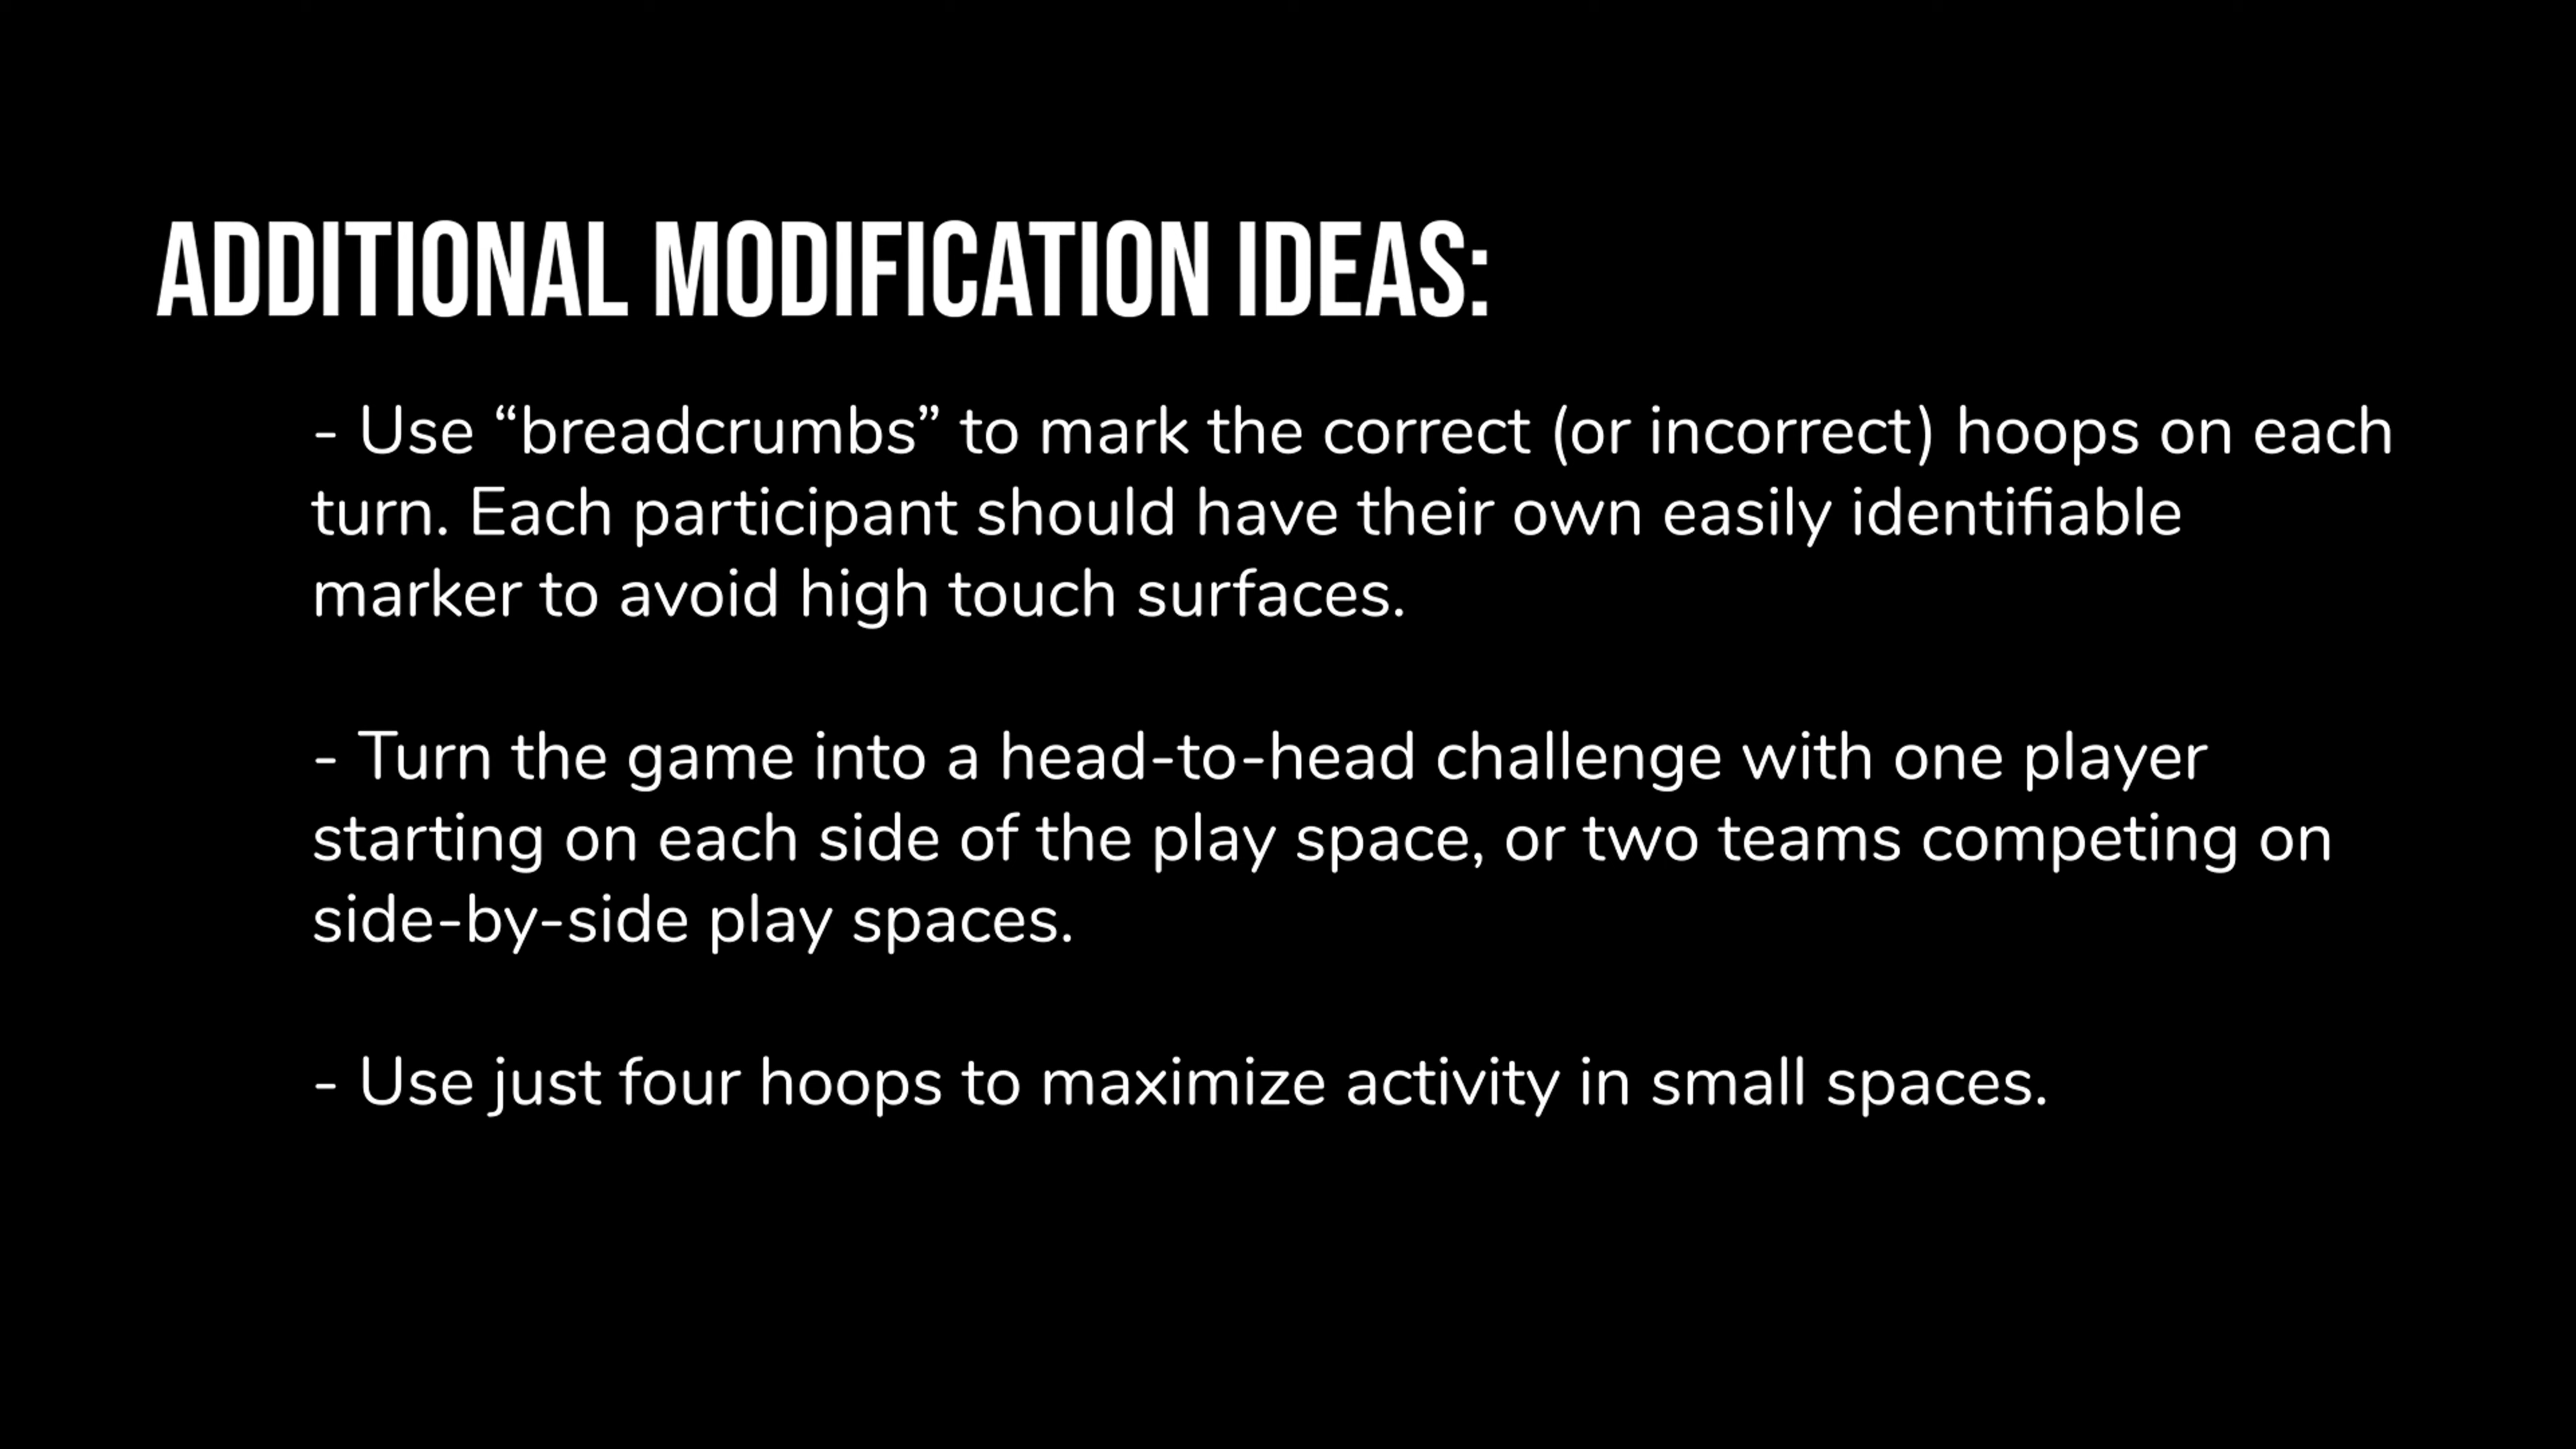 ADDITIONAL MODIFICATION IDEAS:
- Use “breadcrumbs” to mark the correct (or incorrect) hoops on each
turn. Each participant should have their own easily identifiable
marker to avoid high touch surfaces.
- Turn the game into a head-to-head challenge with one player
starting on each side of the play space, or two teams competing on
side-by-side play spaces.
- Use just four hoops to maximize activity in small spaces.